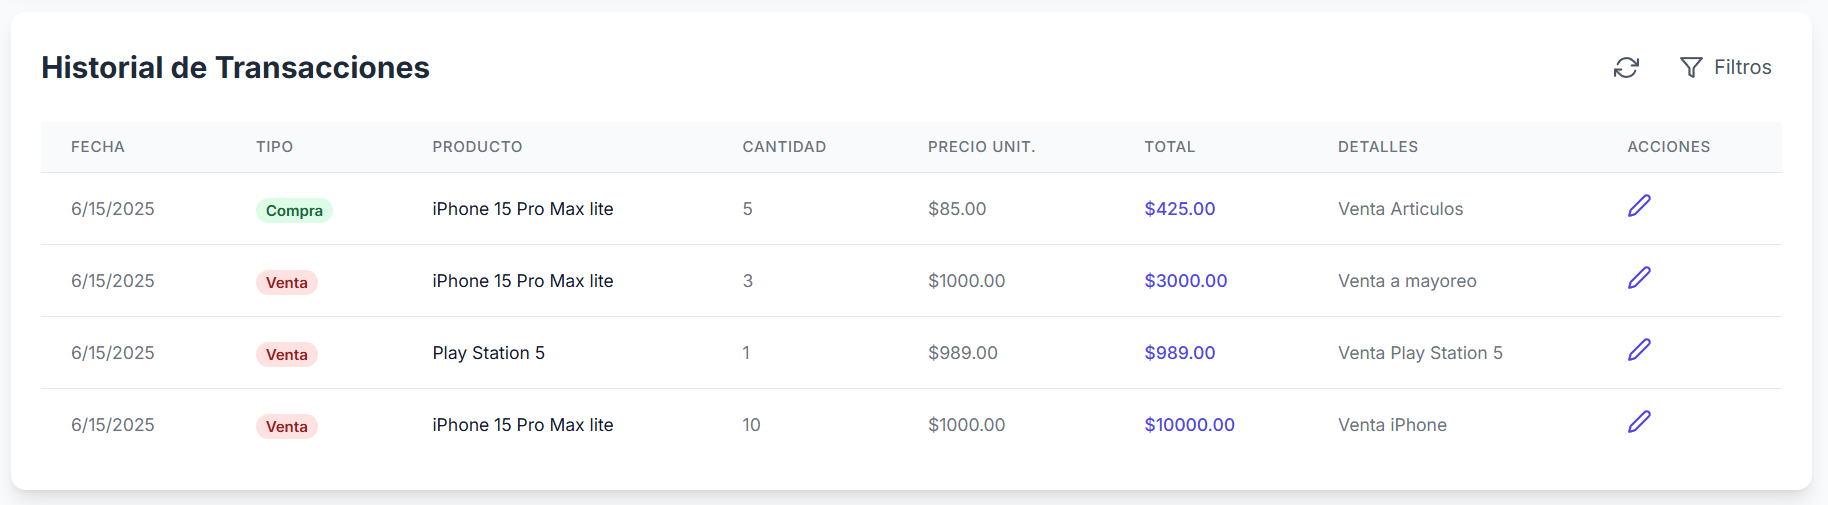 Historial de Transacciones
Filtros
FECHA TIPO PRODUCTO CANTIDAD PRECIO UNIT. TOTAL DETALLES ACCIONES
6/15/2025 Compra iPhone 15 Pro Max lite 5 $85.00 $425.00 Venta Articulos
6/15/2025 Venta iPhone 15 Pro Max lite 3 $1000.00 $3000.00 Venta a mayoreo
6/15/2025 Venta Play Station 5 1 $989.00 $989.00 Venta Play Station 5
6/15/2025 Venta iPhone 15 Pro Max lite 10 $1000.00 $10000.00 Venta iPhone